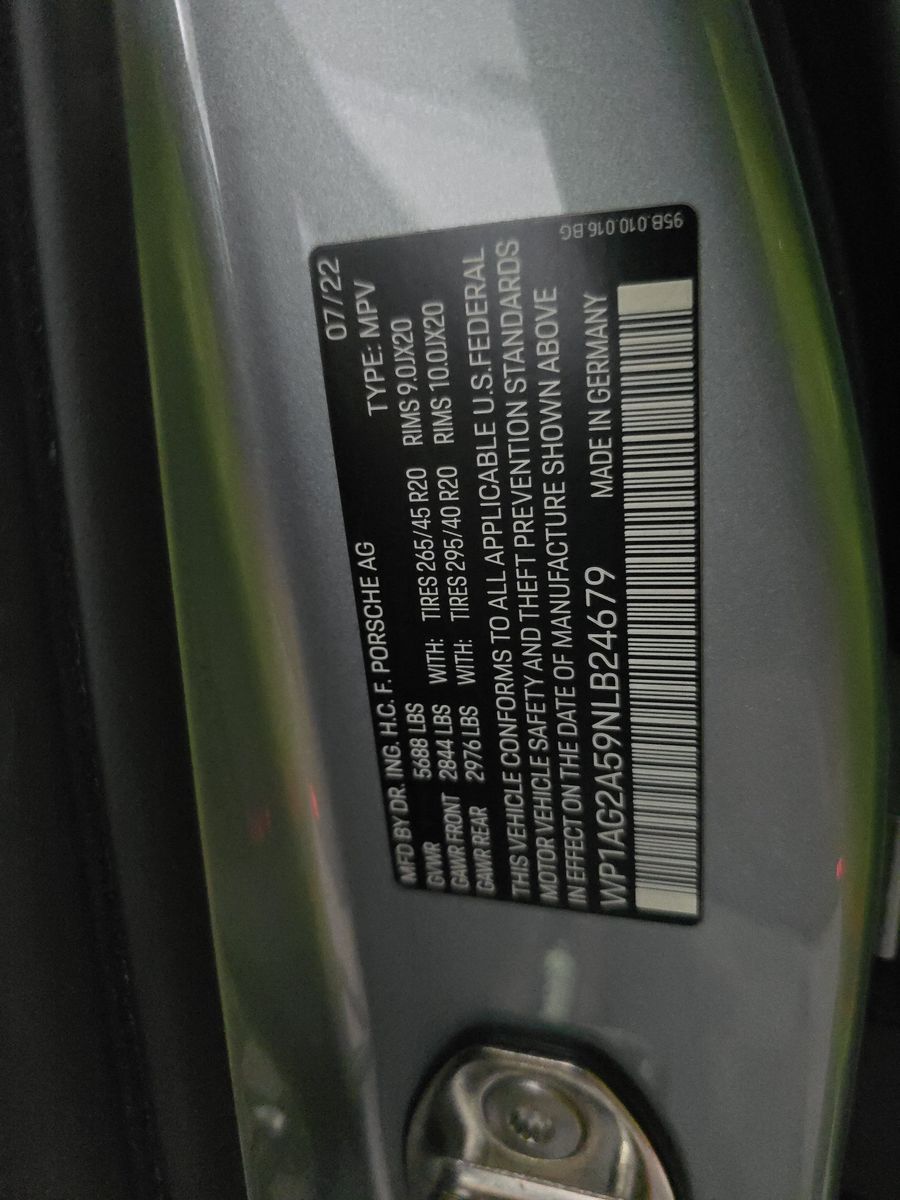 07/22
MFD BY DR. ING. H.C. F. PORSCHE AG TYPE: MPV
GVWR 5688 LBS
GAWR FRONT 2844 LBS WITH: TIRES 265/45 R20 RIMS 9.0JX20
GAWR REAR 2976 LBS WITH: TIRES 295/40 R20 RIMS 10.0JX20
THIS VEHICLE CONFORMS TO ALL APPLICABLE U.S.FEDERAL
MOTOR VEHICLE SAFETY AND THEFT PREVENTION STANDARDS
IN EFFECT ON THE DATE OF MANUFACTURE SHOWN ABOVE
WP1AG2A59NLB24679 MADE IN GERMANY
95B.010.016.BG